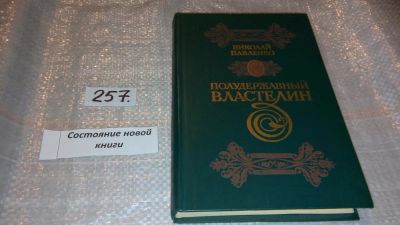 257.
Состояние новой
книги
НИКОЛАЙ
ПАВЛЕНКО
ПОЛУДЕРЖАВНЫЙ
ВЛАСТЕЛИН